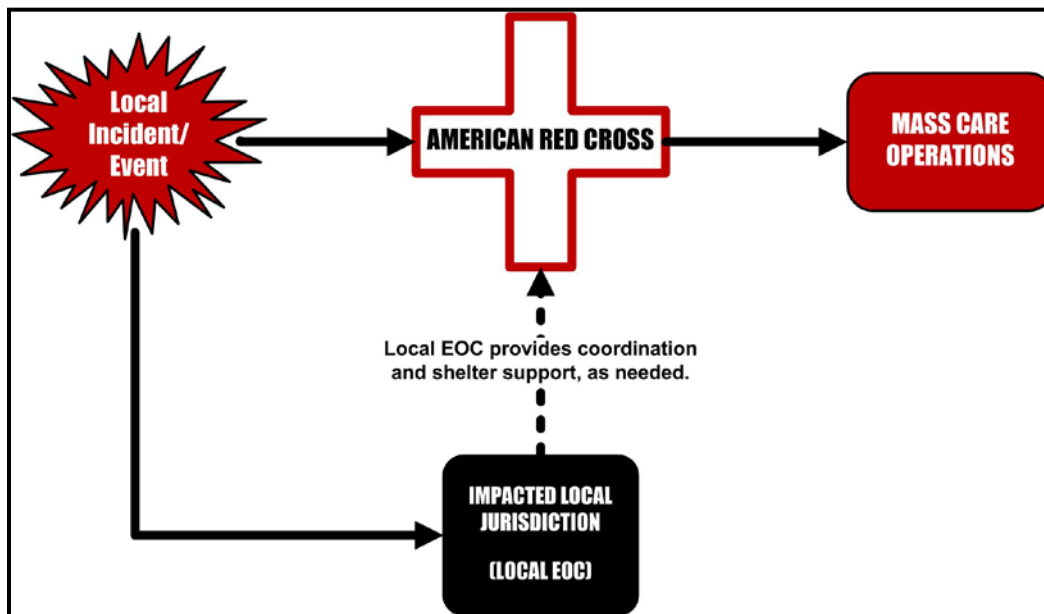 Local
Incident/
Event
AMERICAN RED CROSS
MASS CARE
OPERATIONS
Local EOC provides coordination
and shelter support, as needed.
IMPACTED LOCAL
JURISDICTION
(LOCAL EOC)